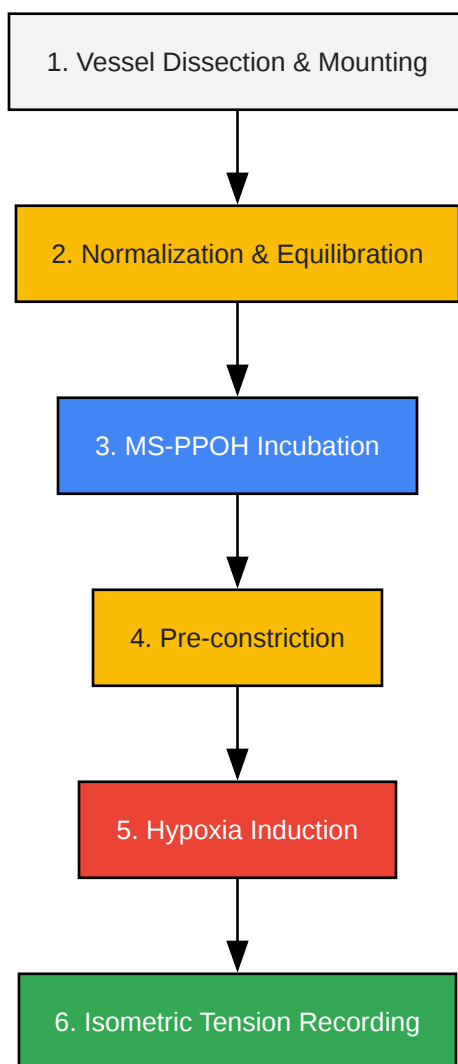 1. Vessel Dissection & Mounting
2. Normalization & Equilibration
3. MS-PPOH Incubation
4. Pre-constriction
5. Hypoxia Induction
6. Isometric Tension Recording